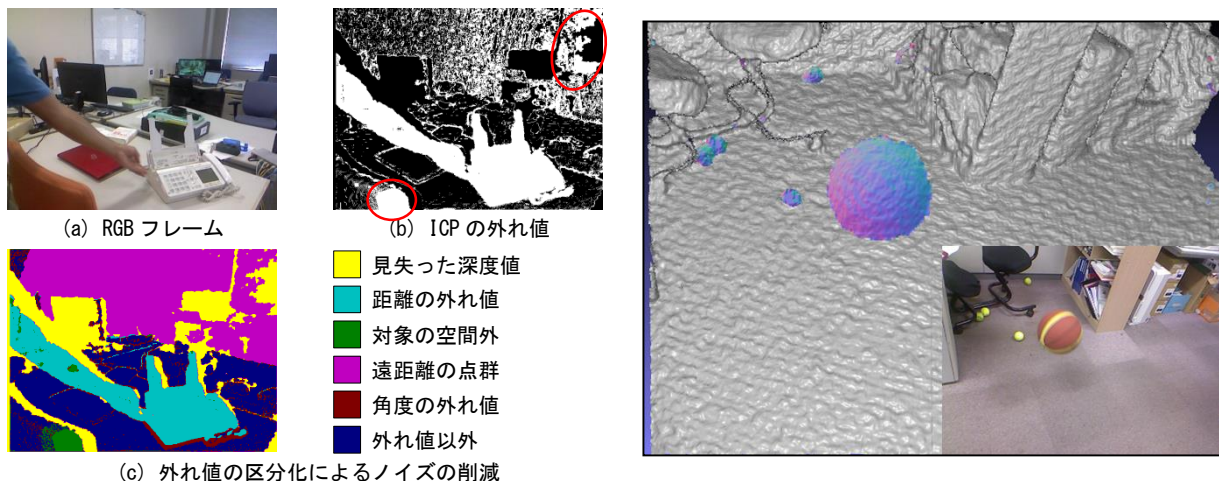 (a) RGB フレーム
(b) ICP の外れ値
見失った深度値
距離の外れ値
対象の空間外
遠距離の点群
角度の外れ値
外れ値以外
(c) 外れ値の区分化によるノイズの削減